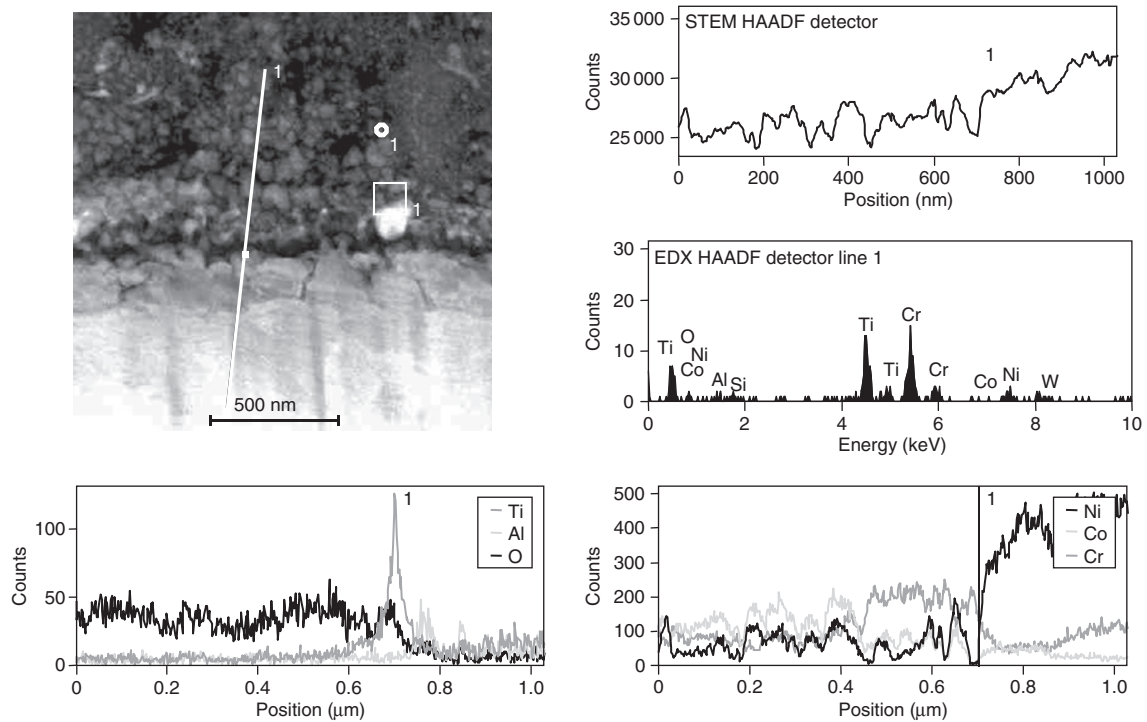 1
1
1
500 nm
STEM HAADF detector
1
35 000
30 000
25 000
Counts
0 200 400 600 800 1000
Position (nm)
EDX HAADF detector line 1
30
20
10
0
Counts
Ti
O
Ni
Co
Al
Si
Ti
Ti
Cr
Cr
Co
Ni
W
0 2 4 6 8 10
Energy (keV)
100
50
0
Counts
1
Ti
Al
O
0 0.2 0.4 0.6 0.8 1.0
Position (μm)
500
400
300
200
100
0
Counts
1
Ni
Co
Cr
0 0.2 0.4 0.6 0.8 1.0
Position (μm)